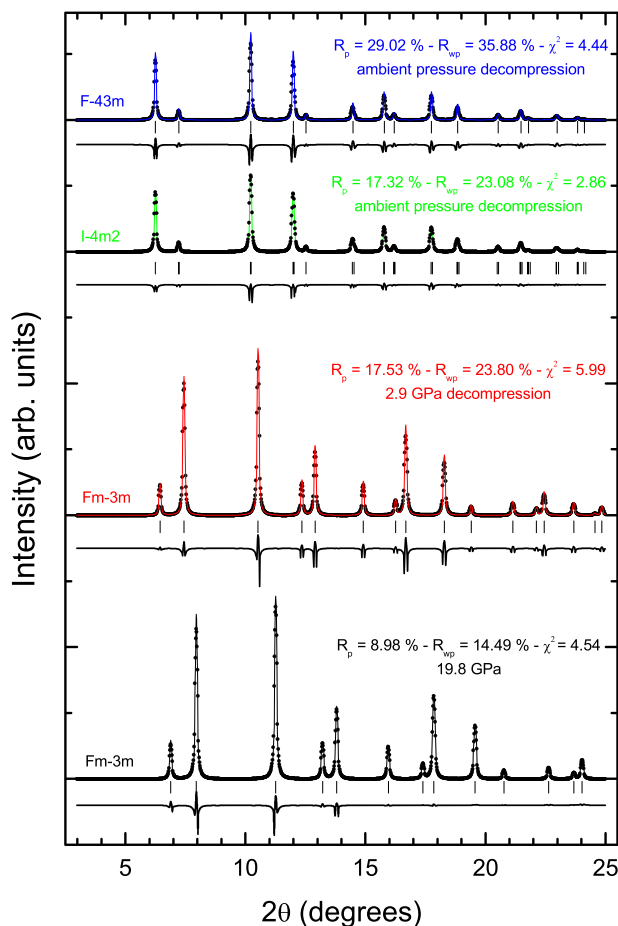 R_p = 29.02 % - R_wp = 35.88 % - χ² = 4.44
ambient pressure decompression
F-43m
R_p = 17.32 % - R_wp = 23.08 % - χ² = 2.86
ambient pressure decompression
I-4m2
R_p = 17.53 % - R_wp = 23.80 % - χ² = 5.99
2.9 GPa decompression
Fm-3m
R_p = 8.98 % - R_wp = 14.49 % - χ² = 4.54
19.8 GPa
Fm-3m
Intensity (arb. units)
5 10 15 20 25
2θ (degrees)